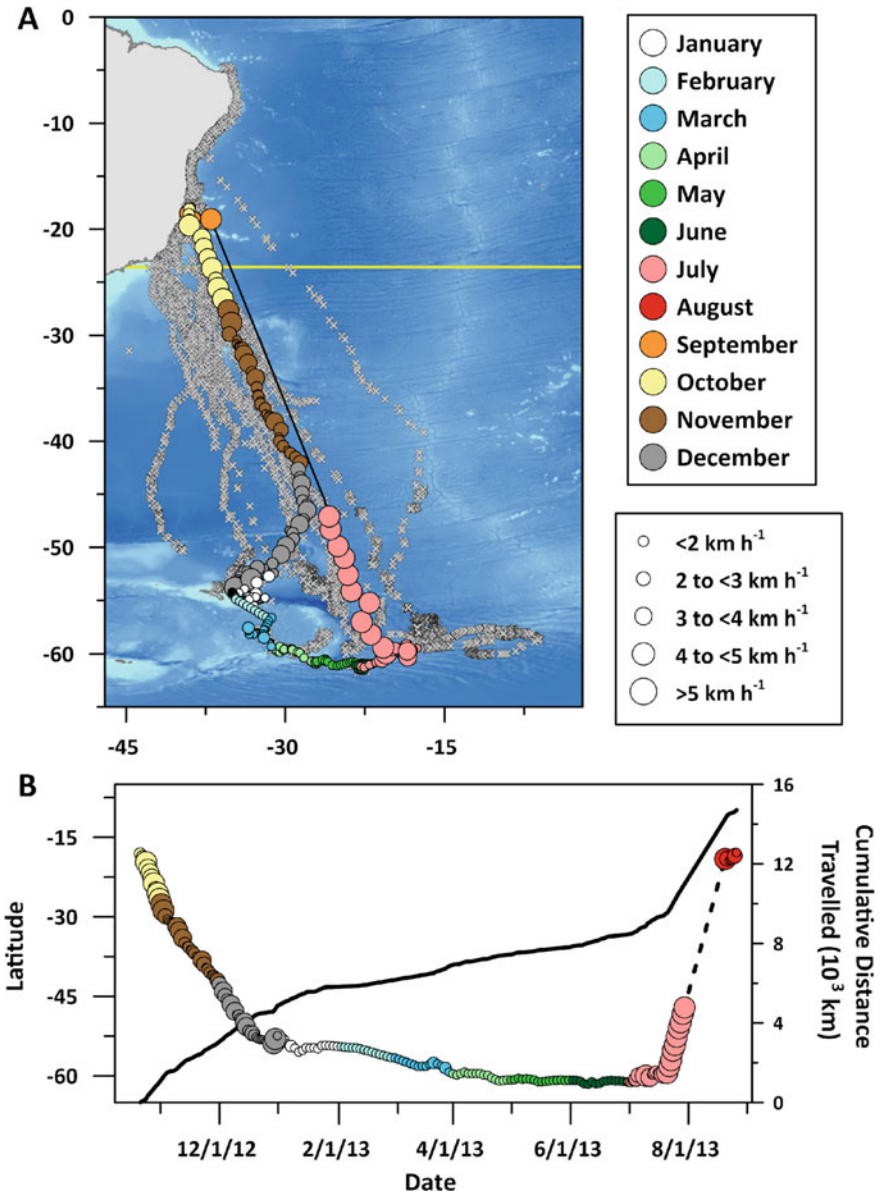 A
0
-10
-20
-30
-40
-50
-60
-45
-30
-15
January
February
March
April
May
June
July
August
September
October
November
December
<2 km h-1
2 to <3 km h-1
3 to <4 km h-1
4 to <5 km h-1
>5 km h-1
B
-15
-30
-45
-60
Latitude
16
12
8
4
0
Cumulative Distance
Travelled (10³ km)
12/1/12
2/1/13
4/1/13
6/1/13
8/1/13
Date